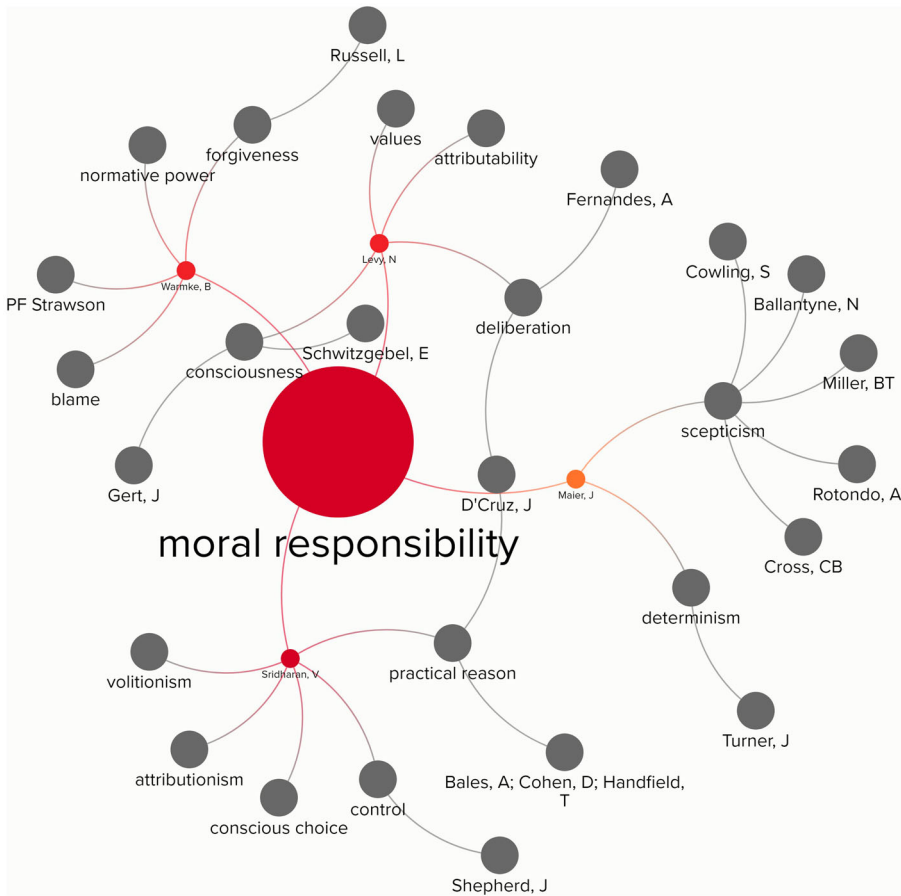 Russell, L
forgiveness
normative power
values
attributability
Fernandes, A
Warmke, B
Levy, N
PF Strawson
Cowling, S
Ballantyne, N
deliberation
Schwitzgebel, E
consciousness
blame
Miller, BT
scepticism
Gert, J
Maier, J
Rotondo, A
D'Cruz, J
moral responsibility
Cross, CB
determinism
Sridharan, V
practical reason
volitionism
Turner, J
attributionism
Bales, A; Cohen, D; Handfield,
T
control
conscious choice
Shepherd, J